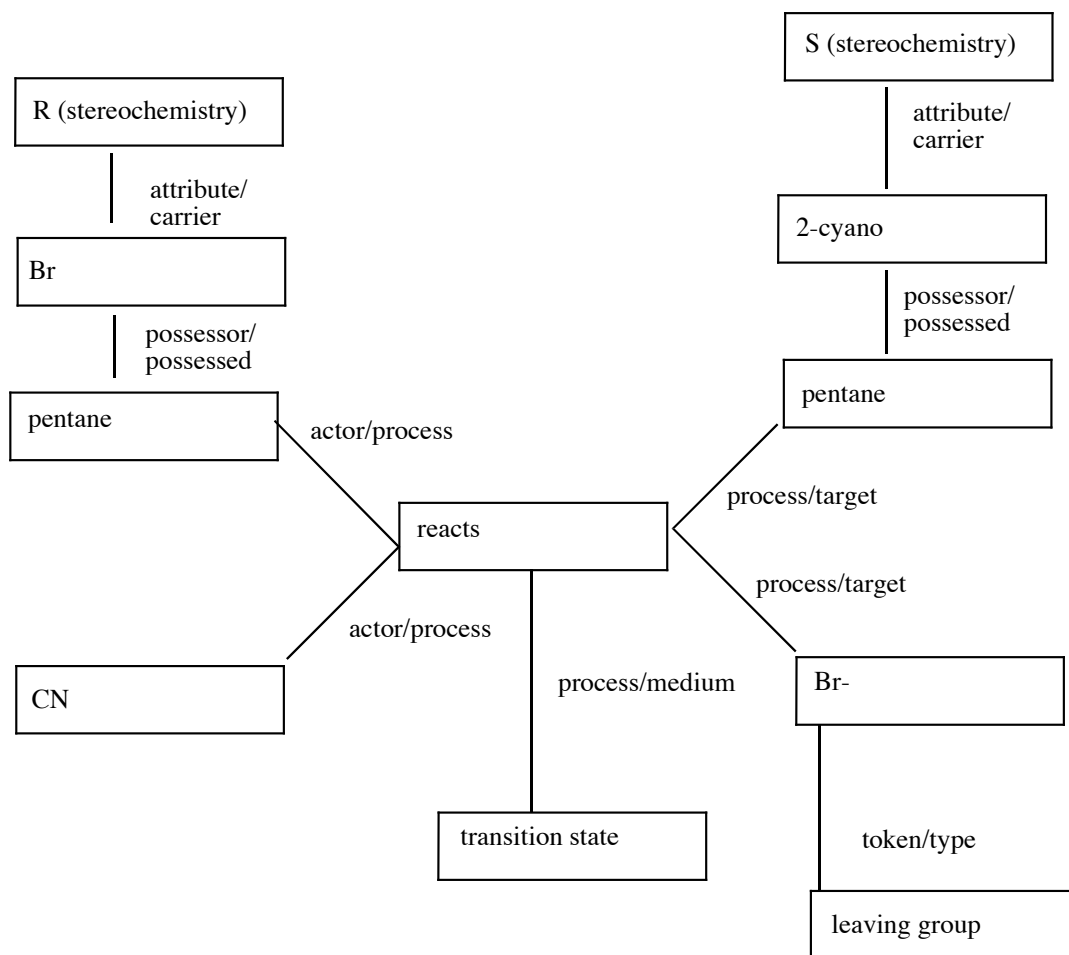 S (stereochemistry)
R (stereochemistry)
attribute/
carrier
attribute/
carrier
2-cyano
Br
possessor/
possessed
possessor/
possessed
pentane
pentane
actor/process
process/target
reacts
process/target
actor/process
process/medium
Br-
CN
transition state
token/type
leaving group